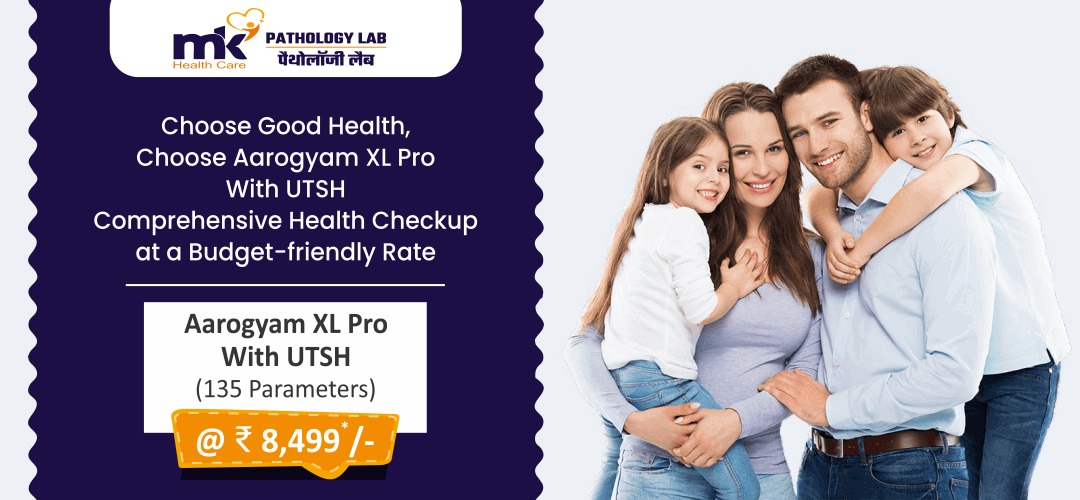 mk
Health Care
PATHOLOGY LAB
पैथोलॉजी लैब
Choose Good Health,
Choose Aarogyam XL Pro
With UTSH
Comprehensive Health Checkup
at a Budget-friendly Rate
Aarogyam XL Pro
With UTSH
(135 Parameters)
@ ₹ 8,499*/-